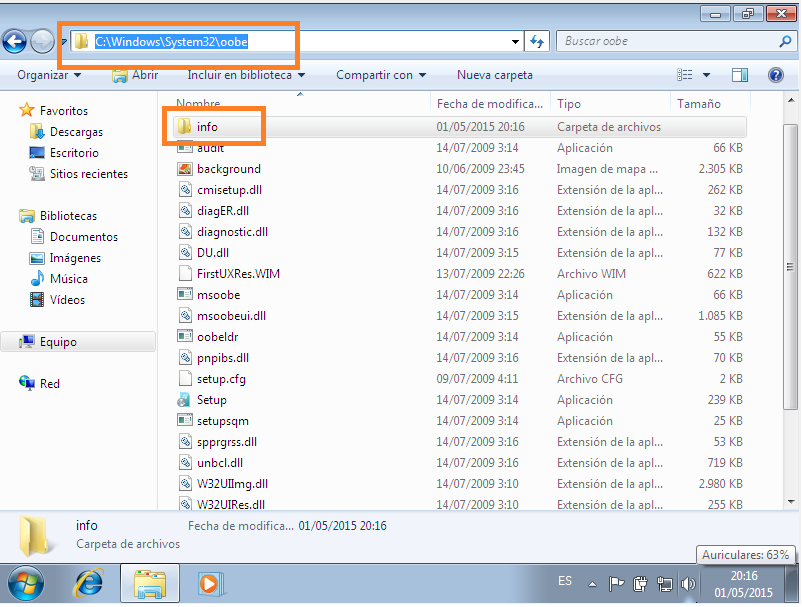 C:\Windows\System32\oobe
Buscar oobe
Organizar Abrir Incluir en biblioteca Compartir con Nueva carpeta
Favoritos
Descargas
Escritorio
Sitios recientes
Bibliotecas
Documentos
Imágenes
Música
Vídeos
Equipo
Red
Nombre Fecha de modifica... Tipo Tamaño
info 01/05/2015 20:16 Carpeta de archivos
audit 14/07/2009 3:14 Aplicación 66 KB
background 10/06/2009 23:45 Imagen de mapa ... 2.305 KB
cmisetup.dll 14/07/2009 3:16 Extensión de la apl... 262 KB
diagER.dll 14/07/2009 3:16 Extensión de la apl... 32 KB
diagnostic.dll 14/07/2009 3:16 Extensión de la apl... 132 KB
DU.dll 14/07/2009 3:15 Extensión de la apl... 77 KB
FirstUXRes.WIM 13/07/2009 22:26 Archivo WIM 622 KB
msoobe 14/07/2009 3:14 Aplicación 66 KB
msoobeui.dll 14/07/2009 3:15 Extensión de la apl... 1.085 KB
oobeldr 14/07/2009 3:14 Aplicación 55 KB
pnpibs.dll 14/07/2009 3:16 Extensión de la apl... 70 KB
setup.cfg 09/07/2009 4:11 Archivo CFG 2 KB
Setup 14/07/2009 3:14 Aplicación 239 KB
setupsqm 14/07/2009 3:14 Aplicación 25 KB
spprgrss.dll 14/07/2009 3:16 Extensión de la apl... 53 KB
unbcl.dll 14/07/2009 3:16 Extensión de la apl... 719 KB
W32UIImg.dll 14/07/2009 3:10 Extensión de la apl... 2.980 KB
W32UIRes.dll 14/07/2009 3:10 Extensión de la apl... 255 KB
info Fecha de modifica... 01/05/2015 20:16
Carpeta de archivos
Auriculares: 63%
ES
20:16
01/05/2015